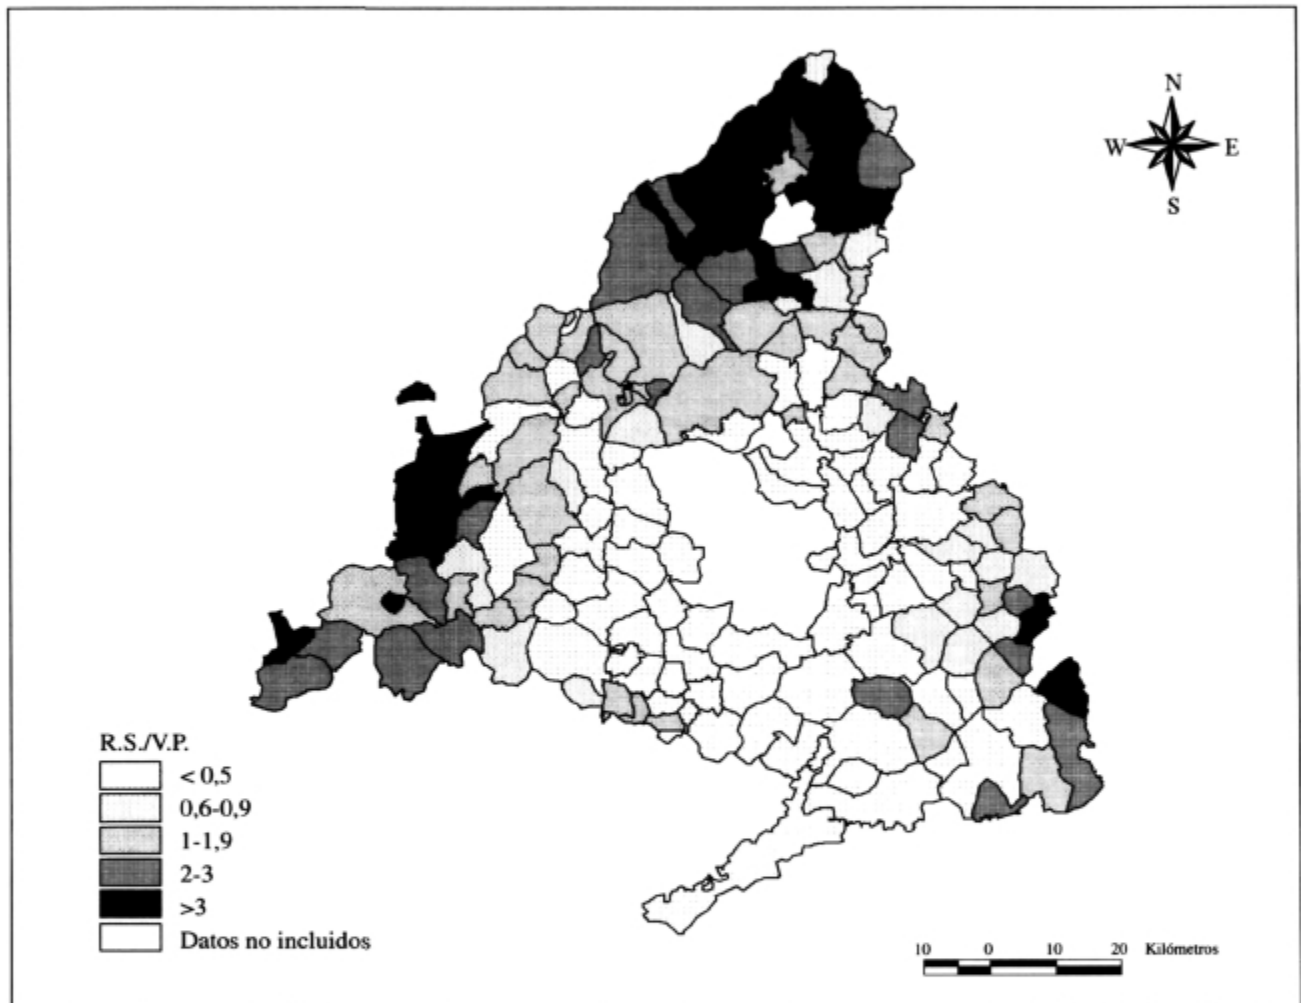 N
W E
S
R.S./V.P.
< 0,5
0,6-0,9
1-1,9
2-3
>3
Datos no incluidos
10 0 10 20 Kilómetros